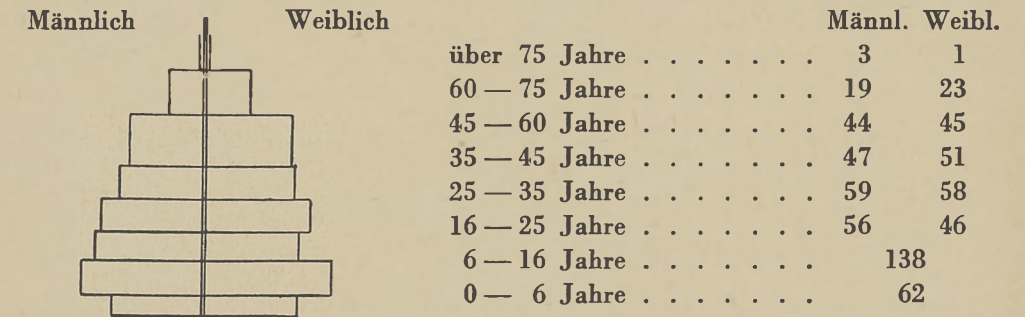 Männlich Weiblich
Männl. Weibl.
über 75 Jahre . . . . . . . 3 1
60 — 75 Jahre . . . . . . . 19 23
45 — 60 Jahre . . . . . . . 44 45
35 — 45 Jahre . . . . . . . 47 51
25 — 35 Jahre . . . . . . . 59 58
16 — 25 Jahre . . . . . . . 56 46
6 — 16 Jahre . . . . . . . 138
0 — 6 Jahre . . . . . . . 62